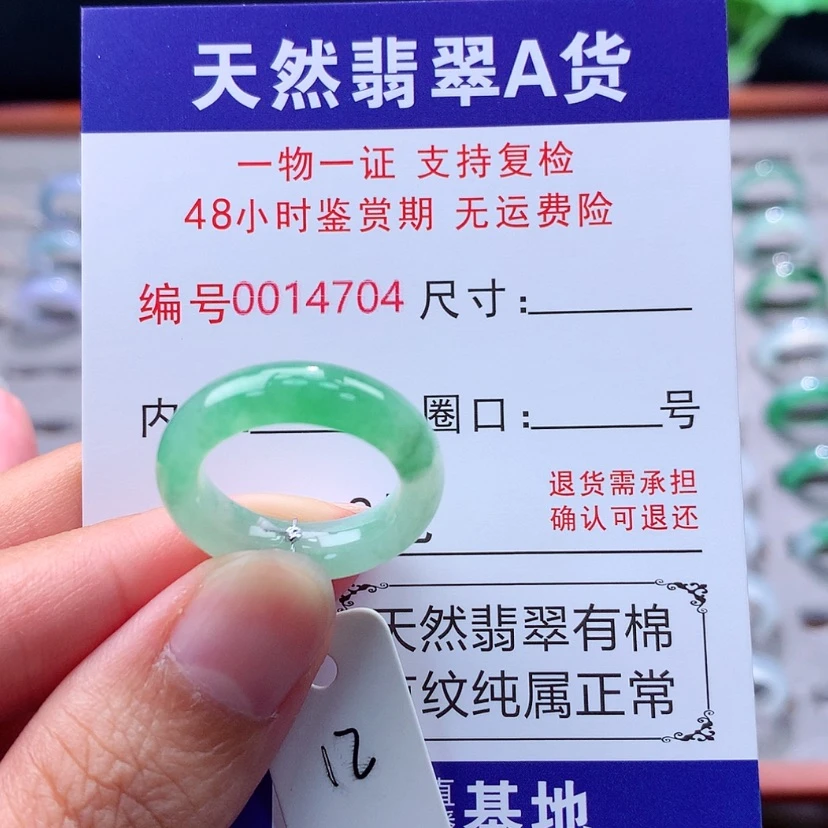 天然翡翠A货
一物一证 支持复检
48小时鉴赏期 无运费险
编号0014704 尺寸:
内 圈口: 号
退货需承担
确认可退还
天然翡翠有棉
纹纯属正常
12
基地